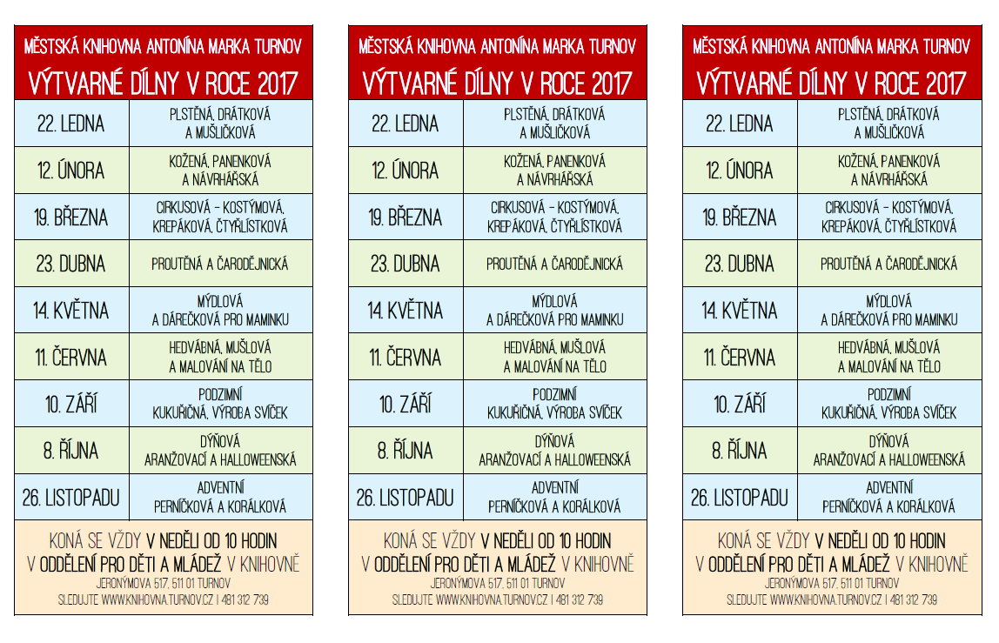 MĚSTSKÁ KNIHOVNA ANTONÍNA MARKA TURNOV
VÝTVARNÉ DÍLNY V ROCE 2017
22. LEDNA
PLSTĚNÁ, DRÁTKOVÁ
A MUŠLIČKOVÁ
12. ÚNORA
KOŽENÁ, PANENKOVÁ
A NÁVRHÁŘSKÁ
19. BŘEZNA
CIRKUSOVÁ - KOSTÝMOVÁ,
KREPÁKOVÁ, ČTYŘLÍSTKOVÁ
23. DUBNA
PROUTĚNÁ A ČARODĚJNICKÁ
14. KVĚTNA
MÝDLOVÁ
A DÁREČKOVÁ PRO MAMINKU
11. ČERVNA
HEDVÁBNÁ, MUŠLOVÁ
A MALOVÁNÍ NA TĚLO
10. ZÁŘÍ
PODZIMNÍ
KUKUŘIČNÁ, VÝROBA SVÍČEK
8. ŘÍJNA
DÝŇOVÁ
ARANŽOVACÍ A HALLOWEENSKÁ
26. LISTOPADU
ADVENTNÍ
PERNÍČKOVÁ A KORÁLKOVÁ
KONÁ SE VŽDY V NEDĚLI OD 10 HODIN
V ODDĚLENÍ PRO DĚTI A MLÁDEŽ V KNIHOVNĚ
JERONÝMOVA 517, 511 01 TURNOV
SLEDUJTE WWW.KNIHOVNA.TURNOV.CZ | 481 312 739
MĚSTSKÁ KNIHOVNA ANTONÍNA MARKA TURNOV
VÝTVARNÉ DÍLNY V ROCE 2017
22. LEDNA
PLSTĚNÁ, DRÁTKOVÁ
A MUŠLIČKOVÁ
12. ÚNORA
KOŽENÁ, PANENKOVÁ
A NÁVRHÁŘSKÁ
19. BŘEZNA
CIRKUSOVÁ - KOSTÝMOVÁ,
KREPÁKOVÁ, ČTYŘLÍSTKOVÁ
23. DUBNA
PROUTĚNÁ A ČARODĚJNICKÁ
14. KVĚTNA
MÝDLOVÁ
A DÁREČKOVÁ PRO MAMINKU
11. ČERVNA
HEDVÁBNÁ, MUŠLOVÁ
A MALOVÁNÍ NA TĚLO
10. ZÁŘÍ
PODZIMNÍ
KUKUŘIČNÁ, VÝROBA SVÍČEK
8. ŘÍJNA
DÝŇOVÁ
ARANŽOVACÍ A HALLOWEENSKÁ
26. LISTOPADU
ADVENTNÍ
PERNÍČKOVÁ A KORÁLKOVÁ
KONÁ SE VŽDY V NEDĚLI OD 10 HODIN
V ODDĚLENÍ PRO DĚTI A MLÁDEŽ V KNIHOVNĚ
JERONÝMOVA 517, 511 01 TURNOV
SLEDUJTE WWW.KNIHOVNA.TURNOV.CZ | 481 312 739
MĚSTSKÁ KNIHOVNA ANTONÍNA MARKA TURNOV
VÝTVARNÉ DÍLNY V ROCE 2017
22. LEDNA
PLSTĚNÁ, DRÁTKOVÁ
A MUŠLIČKOVÁ
12. ÚNORA
KOŽENÁ, PANENKOVÁ
A NÁVRHÁŘSKÁ
19. BŘEZNA
CIRKUSOVÁ - KOSTÝMOVÁ,
KREPÁKOVÁ, ČTYŘLÍSTKOVÁ
23. DUBNA
PROUTĚNÁ A ČARODĚJNICKÁ
14. KVĚTNA
MÝDLOVÁ
A DÁREČKOVÁ PRO MAMINKU
11. ČERVNA
HEDVÁBNÁ, MUŠLOVÁ
A MALOVÁNÍ NA TĚLO
10. ZÁŘÍ
PODZIMNÍ
KUKUŘIČNÁ, VÝROBA SVÍČEK
8. ŘÍJNA
DÝŇOVÁ
ARANŽOVACÍ A HALLOWEENSKÁ
26. LISTOPADU
ADVENTNÍ
PERNÍČKOVÁ A KORÁLKOVÁ
KONÁ SE VŽDY V NEDĚLI OD 10 HODIN
V ODDĚLENÍ PRO DĚTI A MLÁDEŽ V KNIHOVNĚ
JERONÝMOVA 517, 511 01 TURNOV
SLEDUJTE WWW.KNIHOVNA.TURNOV.CZ | 481 312 739